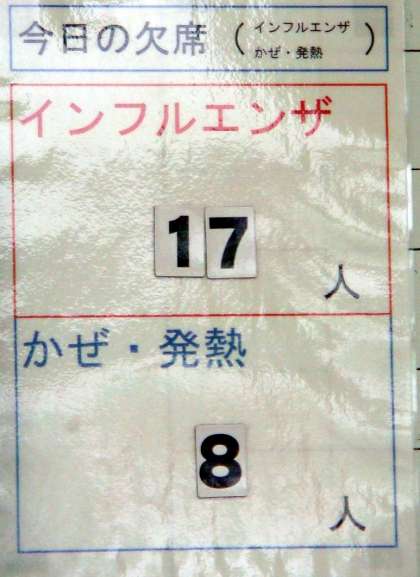 今日の欠席(インフルエンザ
かぜ・発熱)
インフルエンザ
17
人
かぜ・発熱
8
人